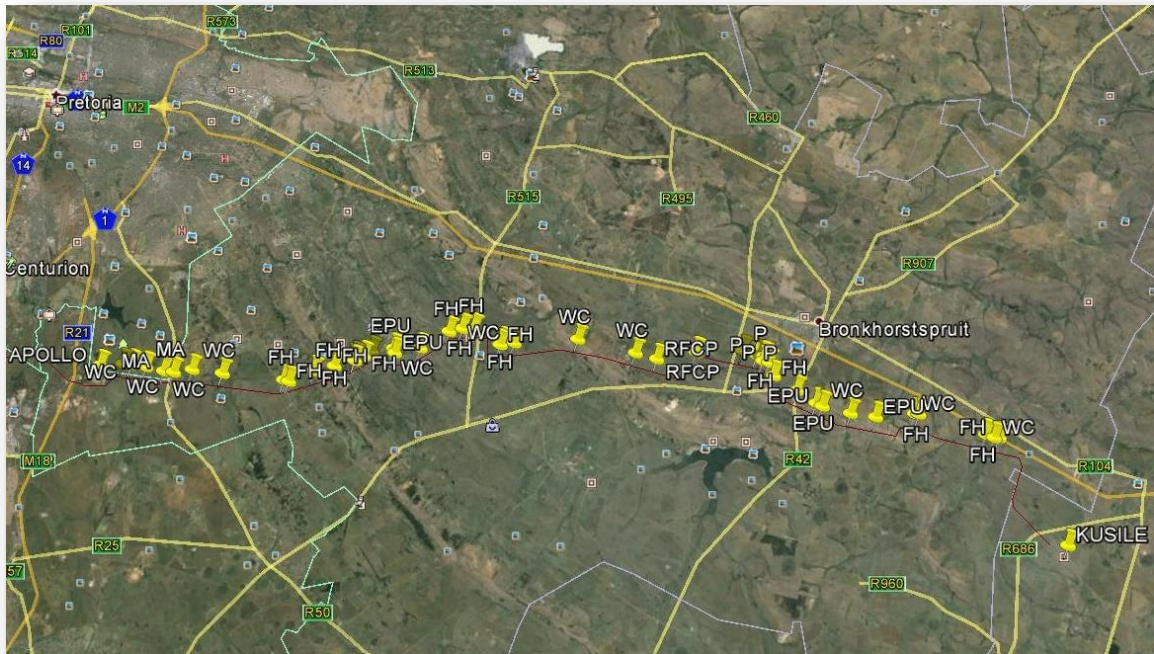 R573
R101
R80
R514
R513
Pretoria
M2
R460
14
R515
R495
1
R907
Centurion
R21
FH FH
EPU
WC
P
Bronkhorstspruit
APOLLO
MA
MA
WC
FH
FH
FH
EPU
FH
WC
FH
WC
RFCP
P
P
WC
WC
WC
FH
FH
FH
WC
FH
RFCP
FH
FH
EPU
WC
EPU
WC
EPU
FH
FH
WC
FH
M18
R42
R104
KUSILE
R25
R686
57
R960
R50